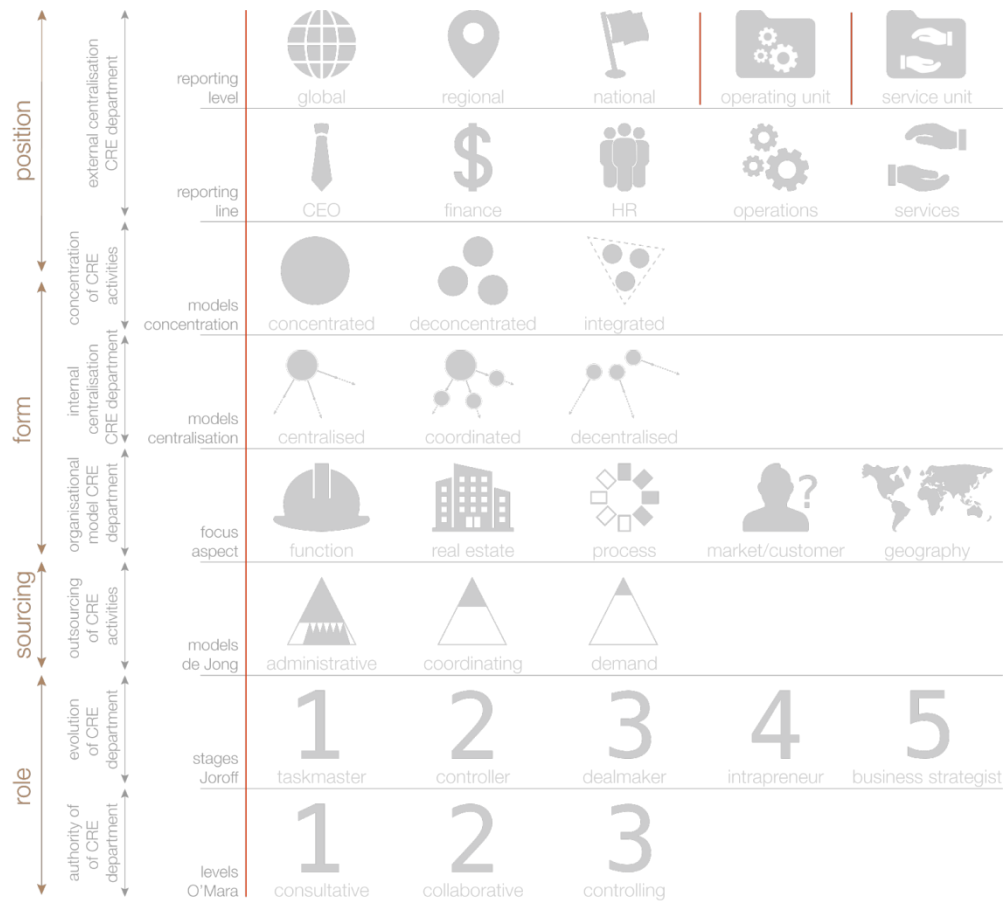 position
external centralisation
CRE department
reporting
level
global
regional
national
operating unit
service unit
reporting
line
CEO
$
finance
HR
operations
services
concentration
of CRE
activities
models
concentration
concentrated
deconcentrated
integrated
form
internal
centralisation
CRE department
models
centralisation
centralised
coordinated
decentralised
organisational
model CRE
department
focus
aspect
function
real estate
process
?
market/customer
geography
sourcing
outsourcing
of CRE
activities
models
de Jong
administrative
coordinating
demand
role
evolution
of CRE
department
stages
Joroff
1
2
3
4
5
taskmaster
controller
dealmaker
intrapreneur
business strategist
authority of
of CRE
department
levels
O'Mara
1
2
3
consultative
collaborative
controlling